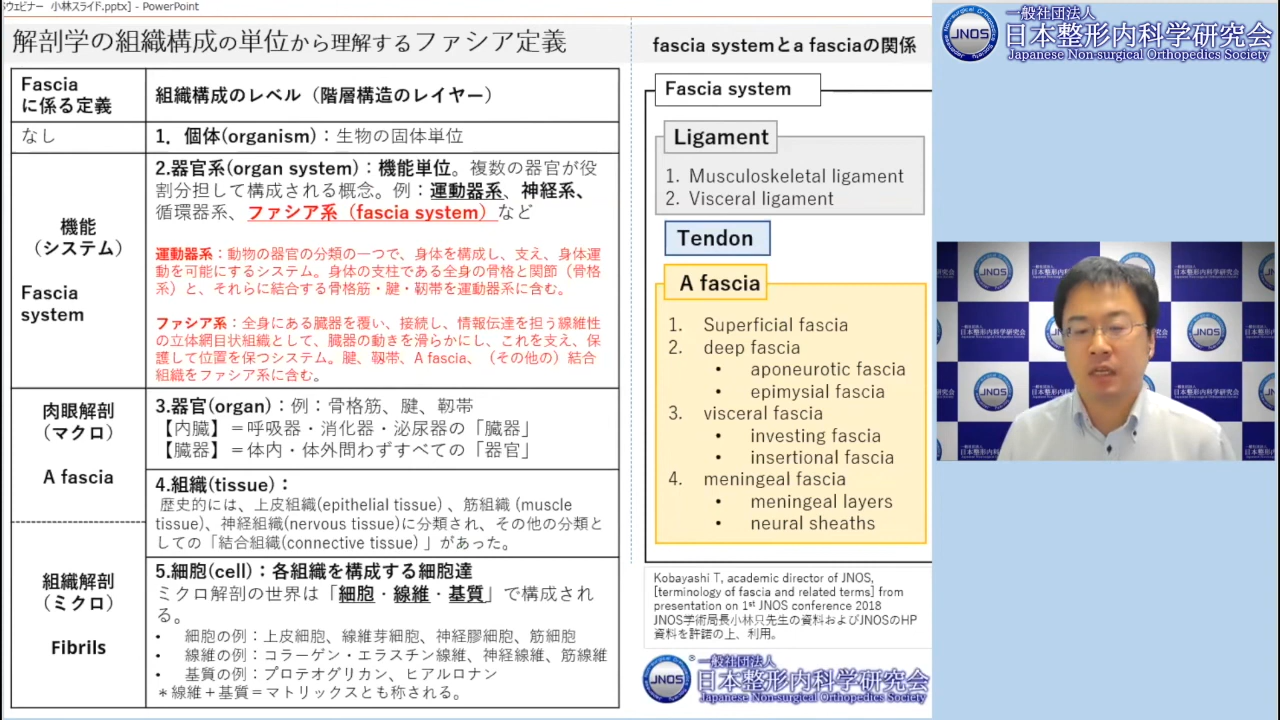 ジウェビナー 小林スライド.pptx] - PowerPoint
解剖学の組織構成の単位から理解するファシア定義
Fascia
に係る定義
組織構成のレベル（階層構造のレイヤー）
なし
1．個体(organism)：生物の固体単位
機能
（システム）
Fascia
system
2.器官系(organ system)：機能単位。複数の器官が役
割分担して構成される概念。例：運動器系、神経系、
循環器系、ファシア系（fascia system）など
運動器系：動物の器官の分類の一つで、身体を構成し、支え、身体運
動を可能にするシステム。身体の支柱である全身の骨格と関節（骨格
系）と、それらに結合する骨格筋・腱・靭帯を運動器系に含む。
ファシア系：全身にある臓器を覆い、接続し、情報伝達を担う線維性
の立体網目状組織として、臓器の動きを滑らかにし、これを支え、保
護して位置を保つシステム。腱、靱帯、A fascia、（その他の）結合
組織をファシア系に含む。
肉眼解剖
（マクロ）
A fascia
3.器官(organ)：例：骨格筋、腱、靭帯
【内臓】＝呼吸器・消化器・泌尿器の「臓器」
【臓器】＝体内・体外問わずすべての「器官」
4.組織(tissue)：
歴史的には、上皮組織(epithelial tissue) 、筋組織 (muscle
tissue)、神経組織(nervous tissue)に分類され、その他の分類と
しての「結合組織(connective tissue) 」があった。
組織解剖
（ミクロ）
Fibrils
5.細胞(cell)：各組織を構成する細胞達
ミクロ解剖の世界は「細胞・線維・基質」で構成され
る。
• 細胞の例：上皮細胞、線維芽細胞、神経膠細胞、筋細胞
• 線維の例：コラーゲン・エラスチン線維、神経線維、筋線維
• 基質の例：プロテオグリカン、ヒアルロナン
＊線維＋基質＝マトリックスとも称される。
fascia systemとa fasciaの関係
Fascia system
Ligament
1. Musculoskeletal ligament
2. Visceral ligament
Tendon
A fascia
1. Superficial fascia
2. deep fascia
• aponeurotic fascia
• epimysial fascia
3. visceral fascia
• investing fascia
• insertional fascia
4. meningeal fascia
• meningeal layers
• neural sheaths
Kobayashi T, academic director of JNOS,
[terminology of fascia and related terms] from
presentation on 1st JNOS conference 2018
JNOS学術局長小林只先生の資料およびJNOSのHP
資料を許諾の上、利用。
JNOS
®
一般社団法人
日本整形内科学研究会
Japanese Non-surgical Orthopedics Society
JNOS
一般社団法人
日本整形内科学研究会
Japanese Non-surgical Orthopedics Society